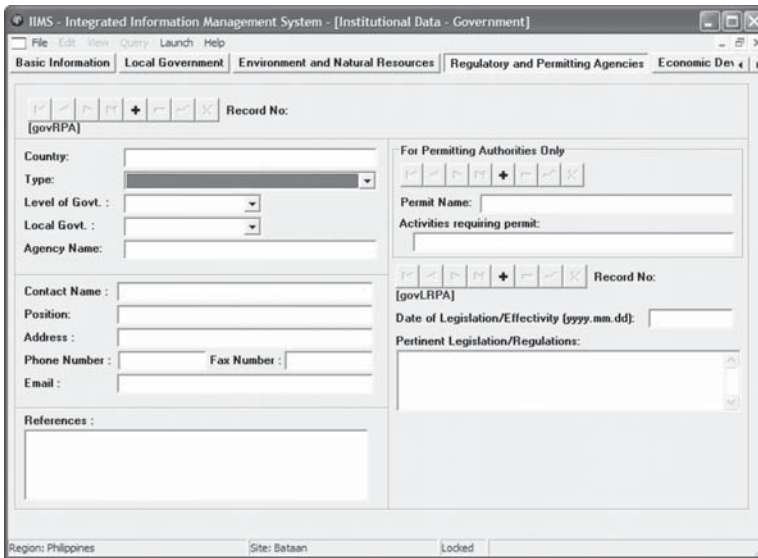 IIMS - Integrated Information Management System - [Institutional Data - Government]
File Edit View Query Launch Help
Basic Information Local Government Environment and Natural Resources Regulatory and Permitting Agencies Economic Dev
Record No:
[govRPA]
Country:
Type:
Level of Govt. :
Local Govt. :
Agency Name:
Contact Name :
Position:
Address :
Phone Number : Fax Number :
Email :
References :
For Permitting Authorities Only
Permit Name:
Activities requiring permit:
Record No:
[govLRPA]
Date of Legislation/Effectivity (yyyy.mm.dd):
Pertinent Legislation/Regulations:
Region: Philippines Site: Bataan Locked